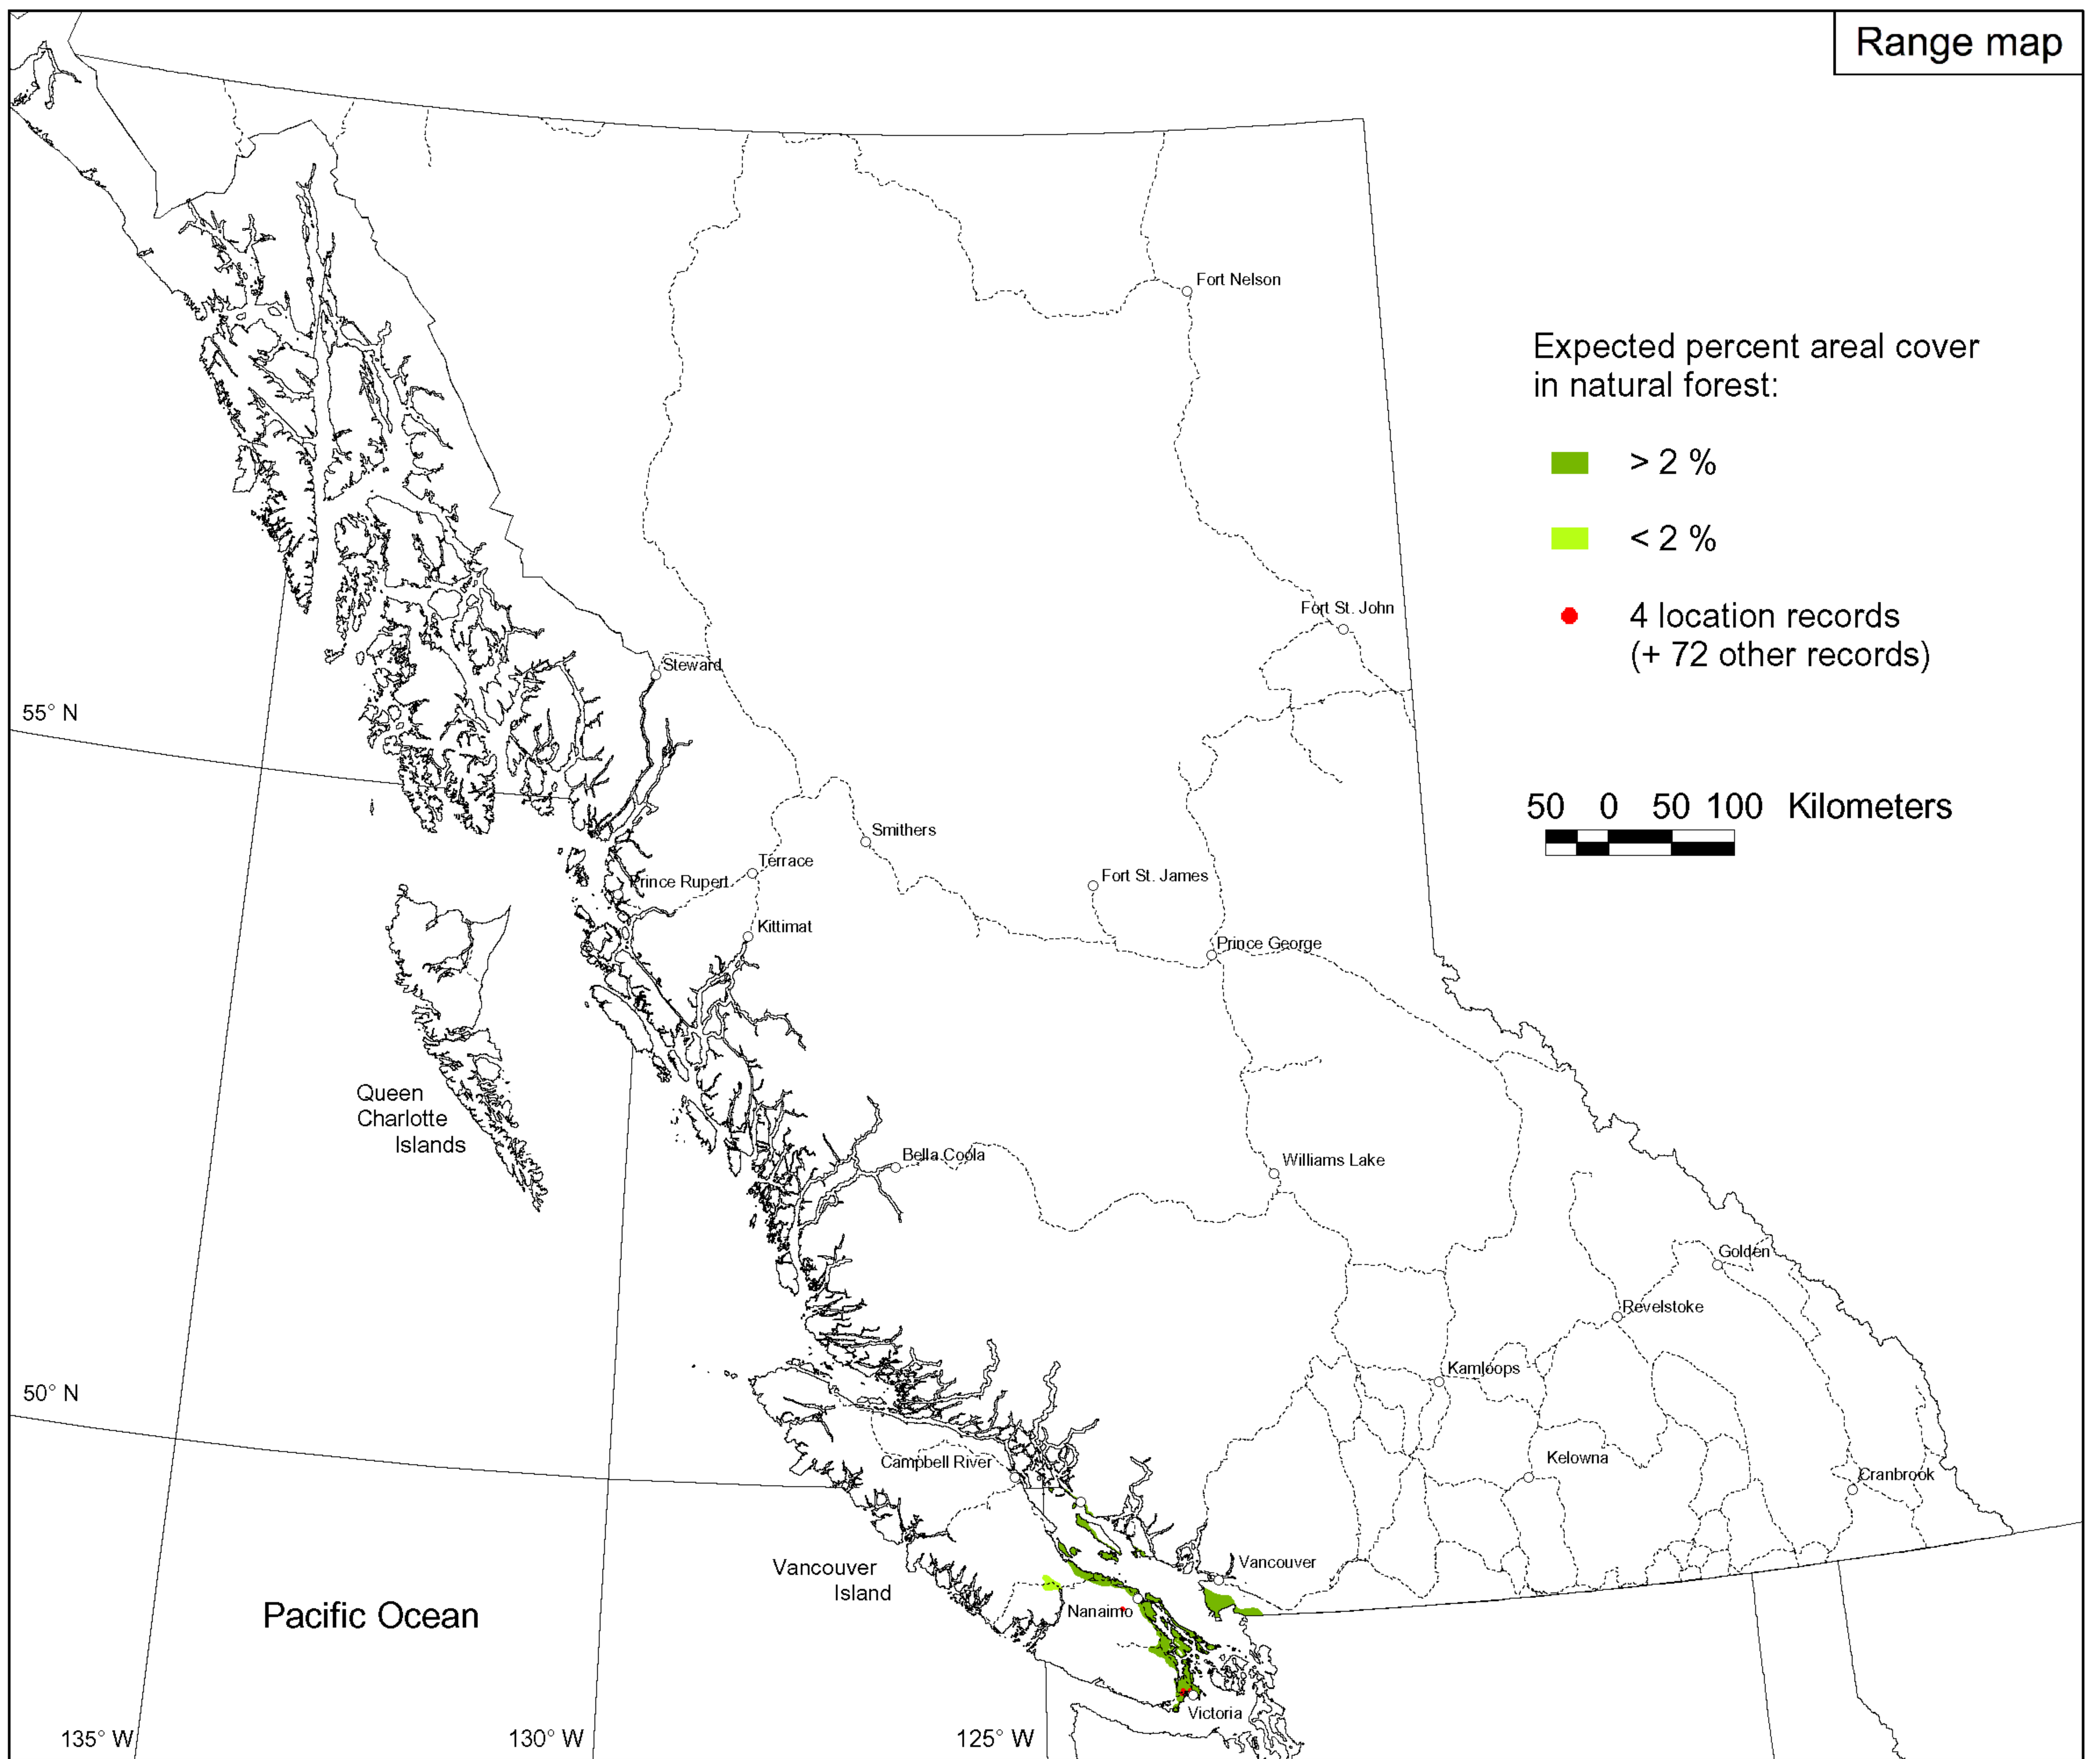 Range map
Fort Nelson
Expected percent areal cover
in natural forest:
> 2 %
< 2 %
4 location records
(+ 72 other records)
Fort St. John
Steward
55° N
50 0 50 100 Kilometers
Smithers
Terrace
Prince Rupert
Fort St. James
Kittimat
Prince George
Queen
Charlotte
Islands
Bella Coola
Williams Lake
Golden
Revelstoke
Kamloops
50° N
Campbell River
Kelowna
Cranbrook
Vancouver
Vancouver
Island
Nanaimo
Pacific Ocean
Victoria
135° W
130° W
125° W